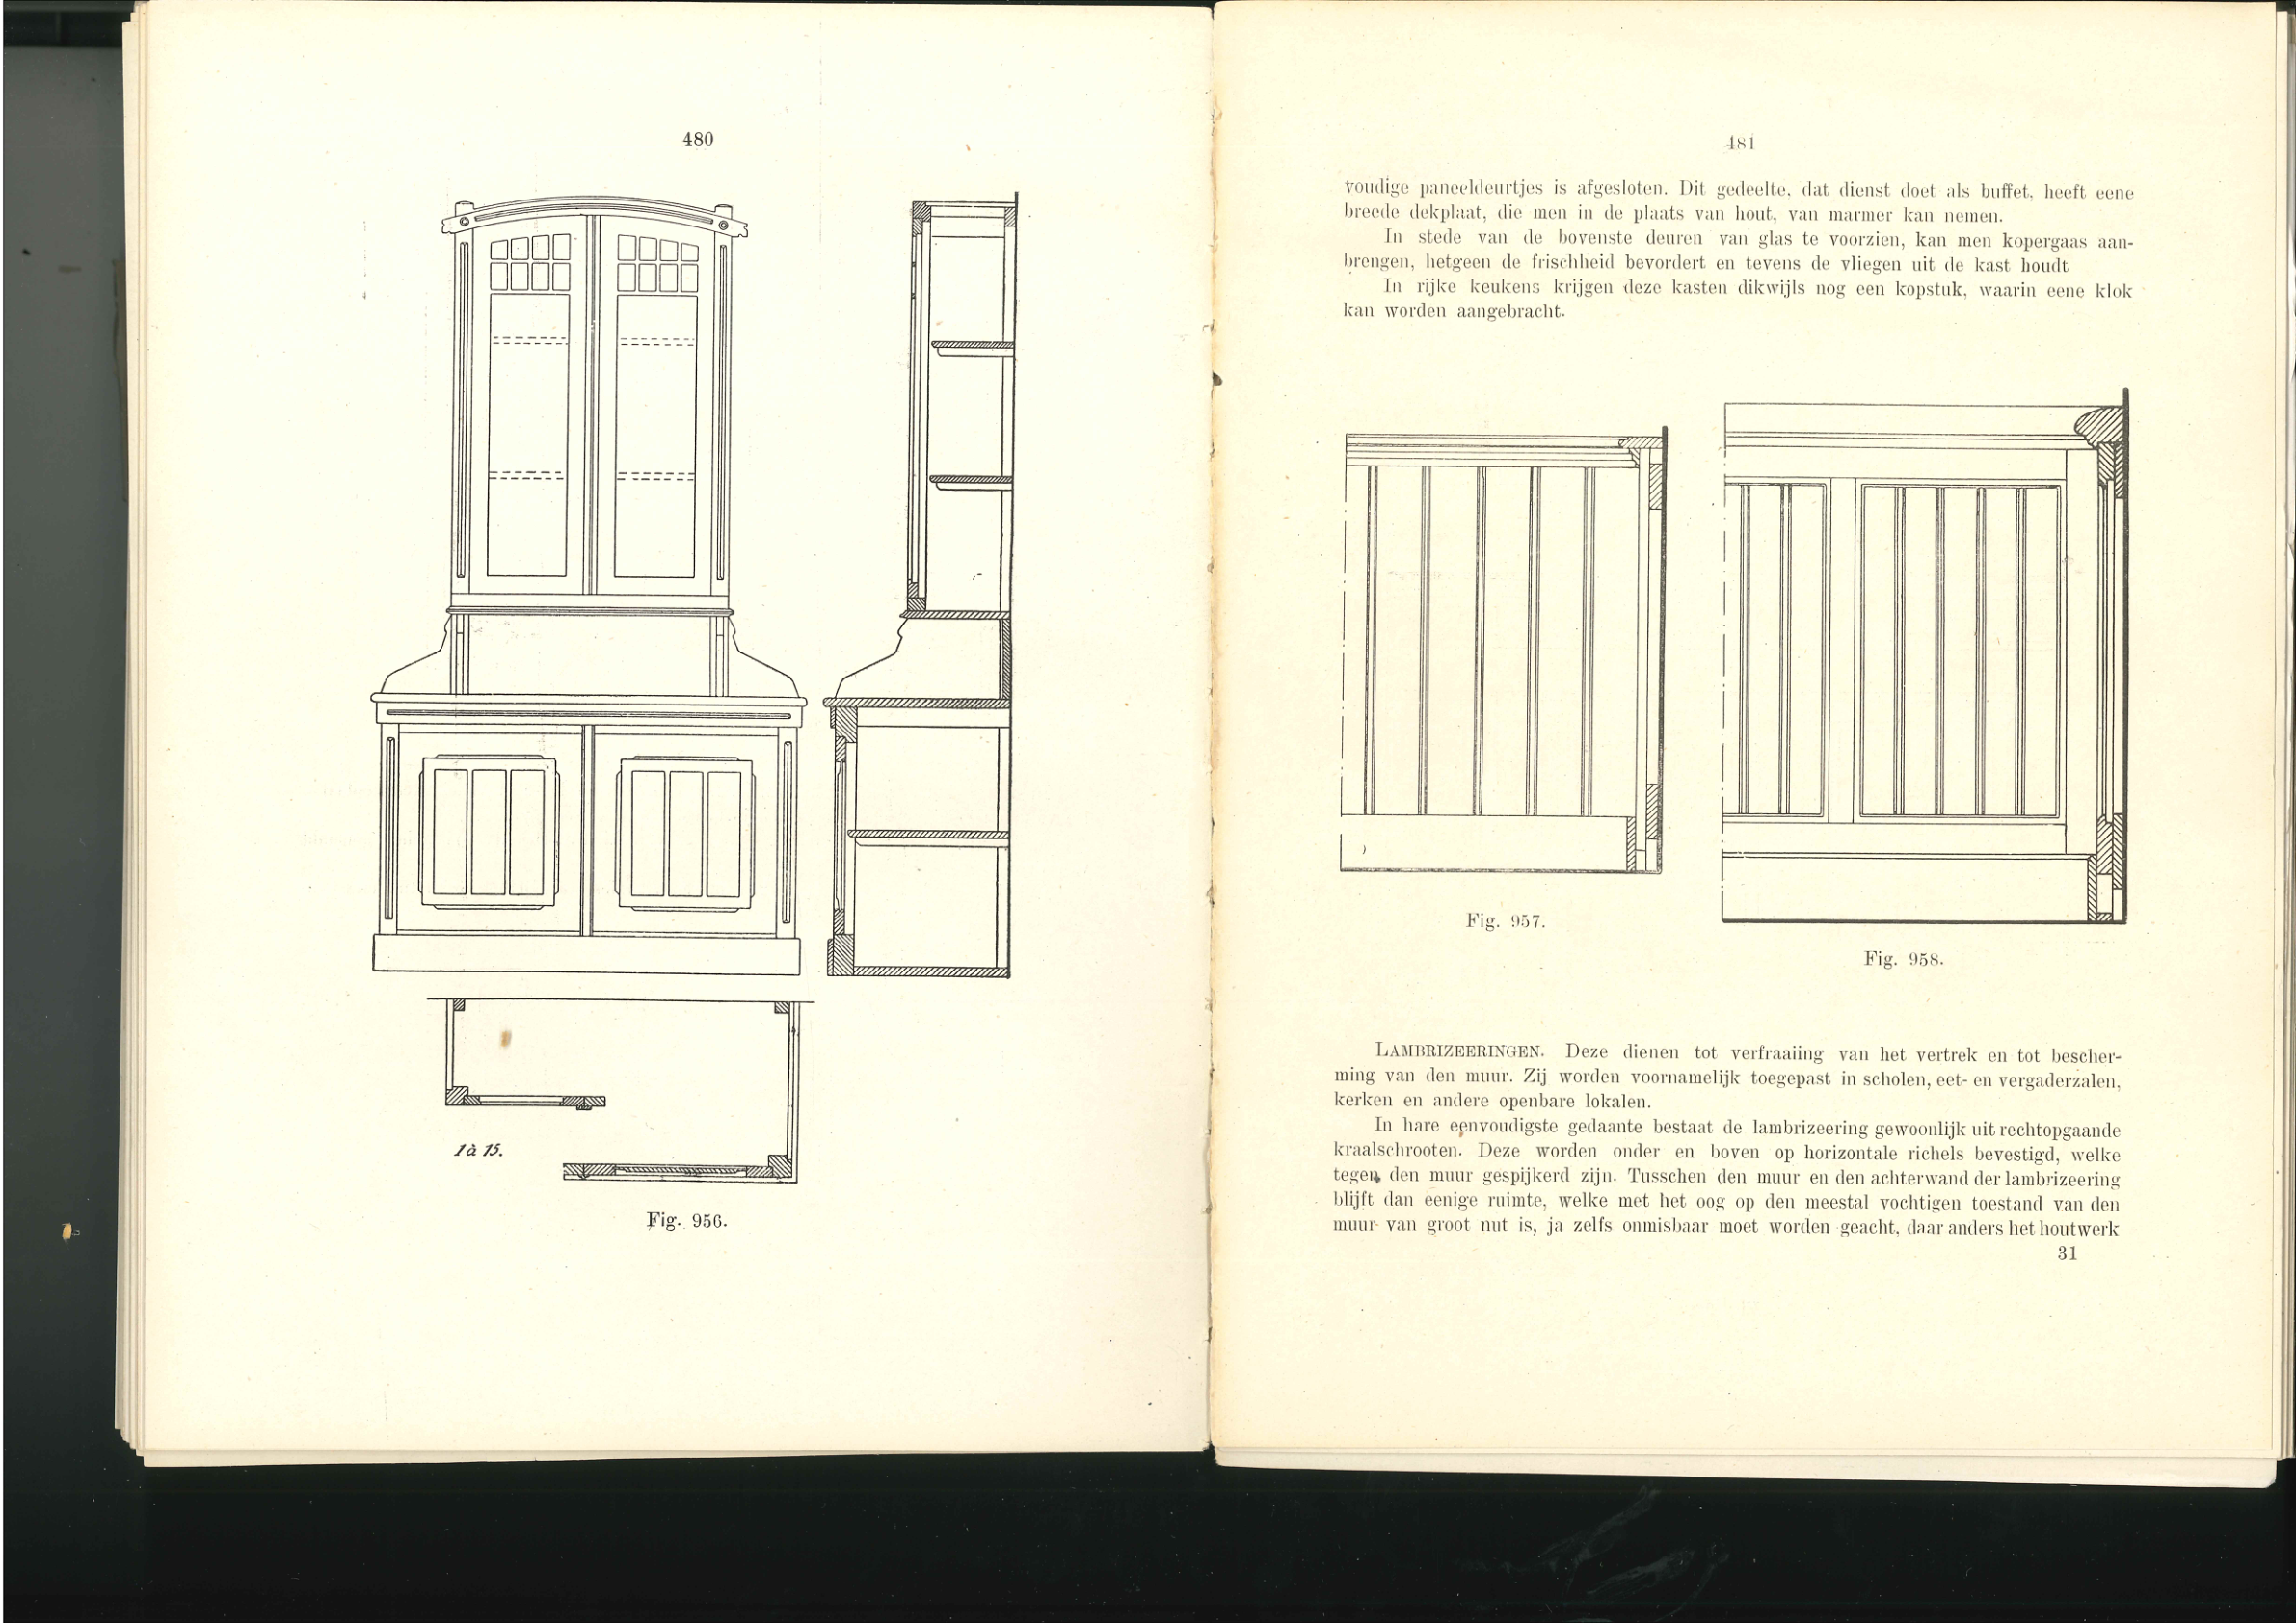 480
1 à 15.
Fig. 956.
481
voudige paneeldeurtjes is afgesloten. Dit gedeelte, dat dienst doet als buffet, heeft eene
breede dekplaat, die men in de plaats van hout, van marmer kan nemen.
In stede van de bovenste deuren van glas te voorzien, kan men kopergaas aan-
brengen, hetgeen de frischheid bevordert en tevens de vliegen uit de kast houdt
In rijke keukens krijgen deze kasten dikwijls nog een kopstuk, waarin eene klok
kan worden aangebracht.
Fig. 957.
Fig. 958.
LAMBRIZEERINGEN. Deze dienen tot verfraaiing van het vertrek en tot bescher-
ming van den muur. Zij worden voornamelijk toegepast in scholen, eet- en vergaderzalen,
kerken en andere openbare lokalen.
In hare eenvoudigste gedaante bestaat de lambrizeering gewoonlijk uit rechtopgaande
kraalschrooten. Deze worden onder en boven op horizontale richels bevestigd, welke
tegen den muur gespijkerd zijn. Tusschen den muur en den achterwand der lambrizeering
blijft dan eenige ruimte, welke met het oog op den meestal vochtigen toestand van den
muur van groot nut is, ja zelfs onmisbaar moet worden geacht, daar anders het houtwerk
31